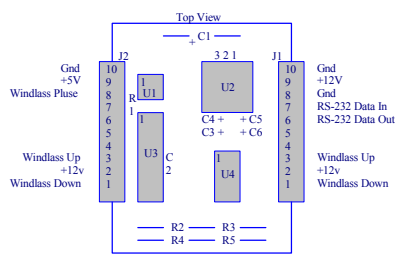 Top View
+ C1
J2
3 2 1
J1
Gnd 10 10 Gnd
+5V 9 1 U1 U2 9 +12V
Windlass Pluse 8 8 Gnd
7 R1 7 RS-232 Data In
6 1 C4 + + C5 6 RS-232 Data Out
5 C3 + + C6 5
4 4
Windlass Up 3 U3 C2 1 3 Windlass Up
+12v 2 U4 2 +12v
Windlass Down 1 1 Windlass Down
R2 R3
R4 R5